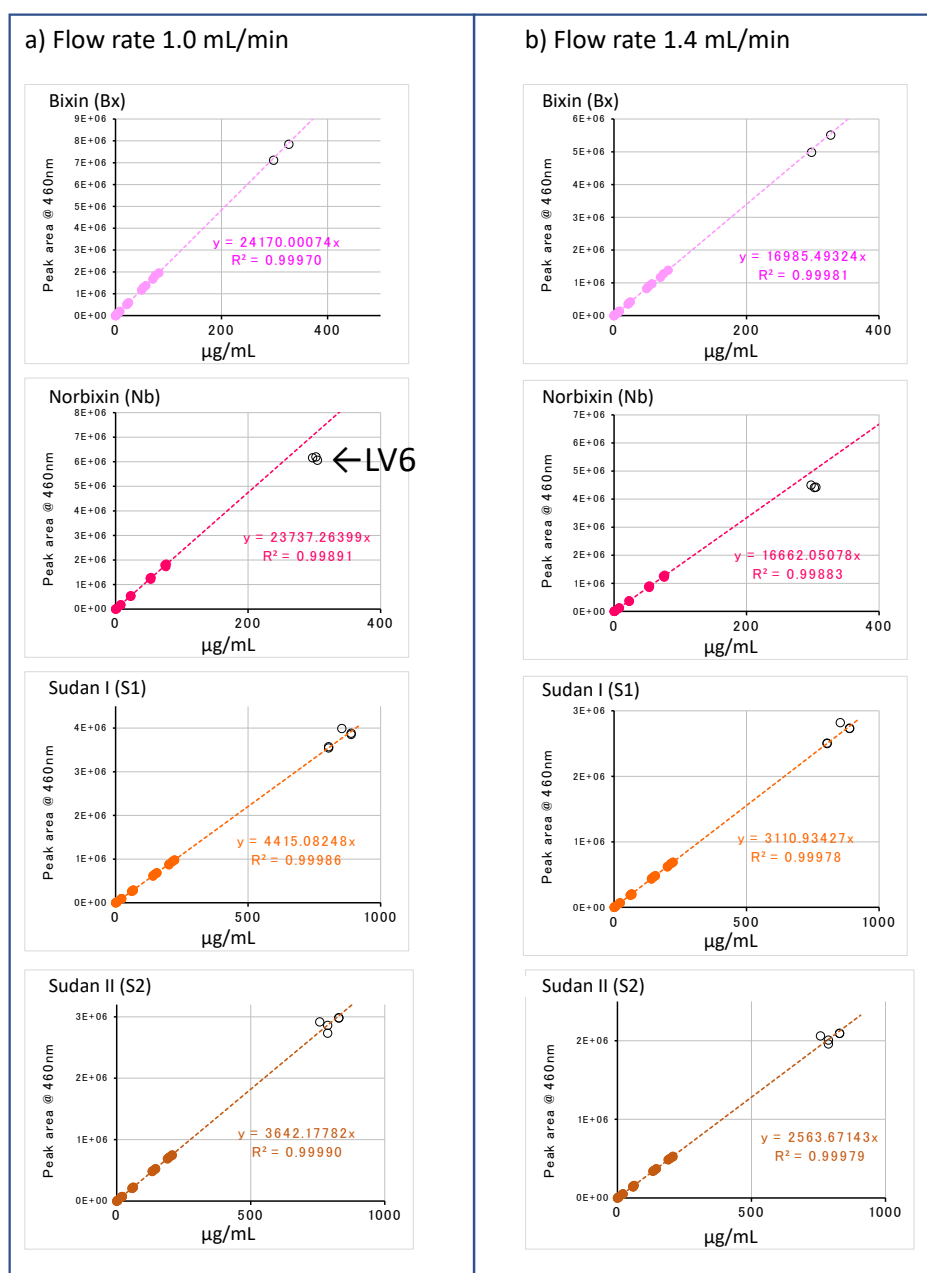 a) Flow rate 1.0 mL/min
Bixin (Bx)
Peak area @ 460nm
9E+06
8E+06
7E+06
6E+06
5E+06
4E+06
3E+06
2E+06
1E+06
0E+00
y = 24170.00074x
R² = 0.99970
0 200 400
µg/mL
Norbixin (Nb)
Peak area @ 460nm
8E+06
7E+06
6E+06
5E+06
4E+06
3E+06
2E+06
1E+06
0E+00
←LV6
y = 23737.26399x
R² = 0.99891
0 200 400
µg/mL
Sudan I (S1)
Peak area @ 460nm
4E+06
3E+06
2E+06
1E+06
0E+00
y = 4415.08248x
R² = 0.99986
0 500 1000
µg/mL
Sudan II (S2)
Peak area @ 460nm
3E+06
2E+06
1E+06
0E+00
y = 3642.17782x
R² = 0.99990
0 500 1000
µg/mL
b) Flow rate 1.4 mL/min
Bixin (Bx)
Peak area @ 460nm
6E+06
5E+06
4E+06
3E+06
2E+06
1E+06
0E+00
y = 16985.49324x
R² = 0.99981
0 200 400
µg/mL
Norbixin (Nb)
Peak area @ 460nm
7E+06
6E+06
5E+06
4E+06
3E+06
2E+06
1E+06
0E+00
y = 16662.05078x
R² = 0.99883
0 200 400
µg/mL
Sudan I (S1)
Peak area @ 460nm
3E+06
2E+06
1E+06
0E+00
y = 3110.93427x
R² = 0.99978
0 500 1000
µg/mL
Sudan II (S2)
Peak area @ 460nm
2E+06
1E+06
0E+00
y = 2563.67143x
R² = 0.99979
0 500 1000
µg/mL